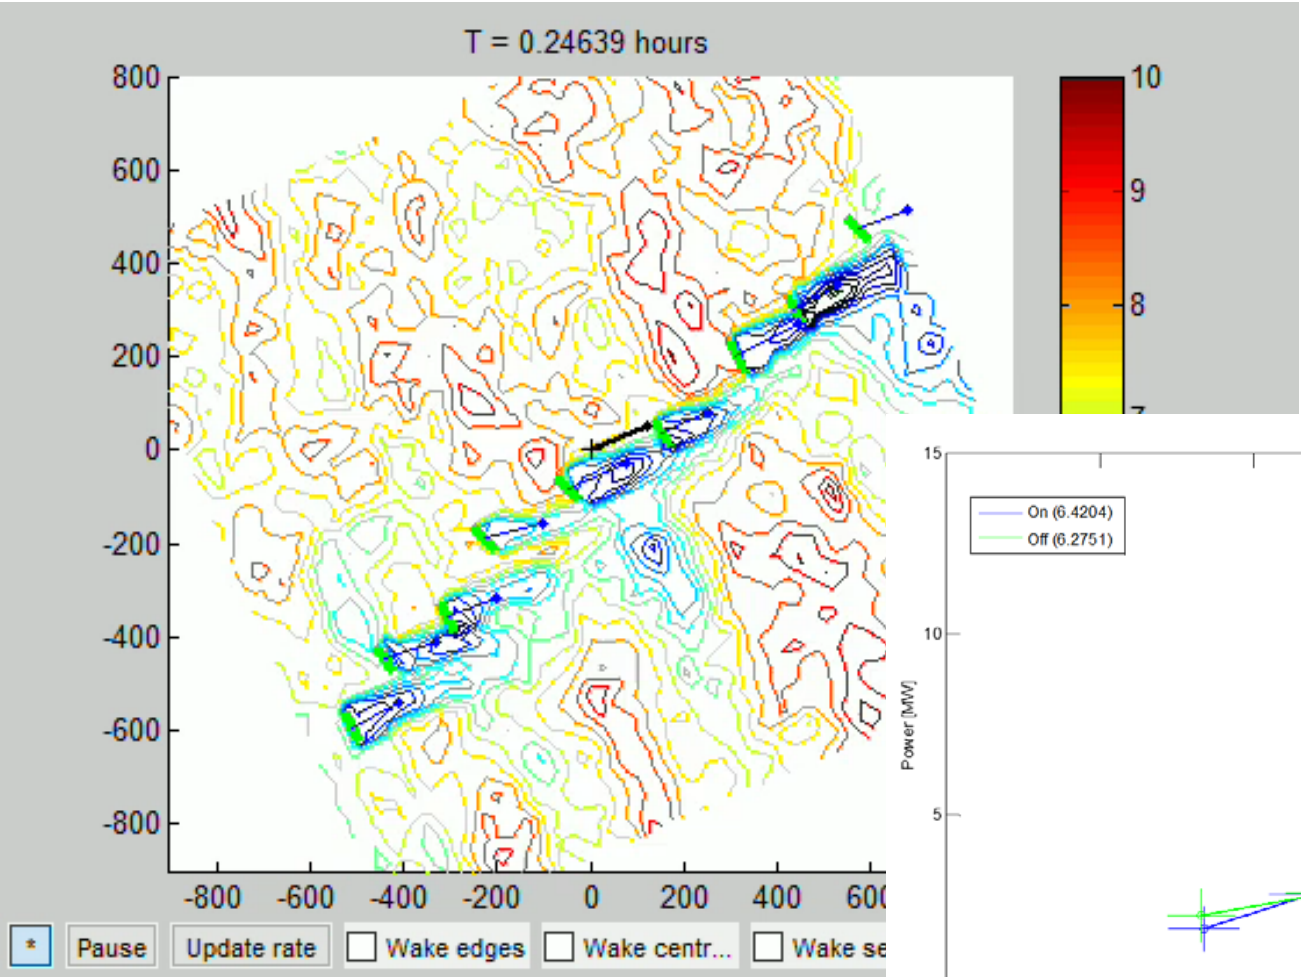 T = 0.24639 hours
800
600
400
200
0
-200
-400
-600
-800
-800 -600 -400 -200 0 200 400
10
9
8
15
10
5
Power [MW]
On (6.4204)
Off (6.2751)
* Pause Update rate Wake edges Wake centr... Wake se